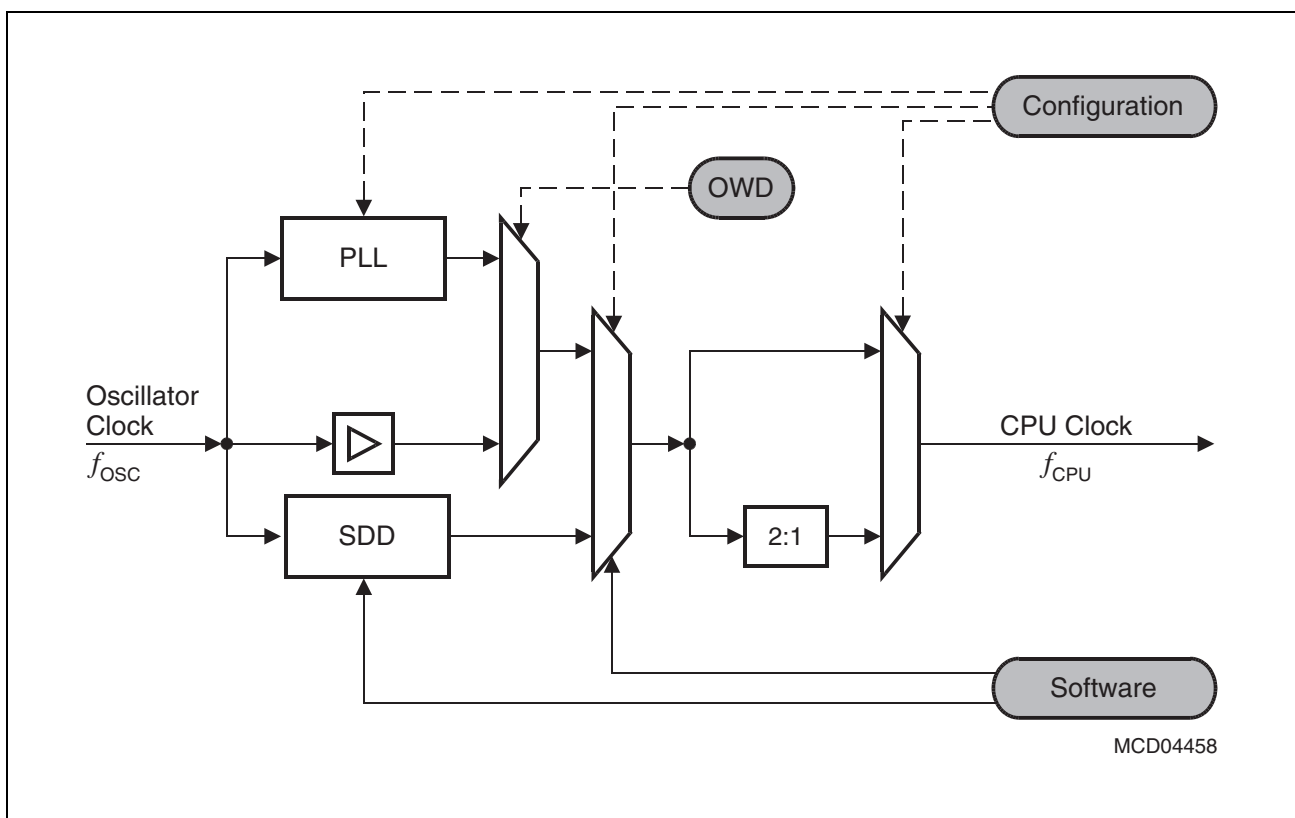 Configuration
OWD
PLL
Oscillator
Clock
fOSC
CPU Clock
fCPU
SDD
2:1
Software
MCD04458